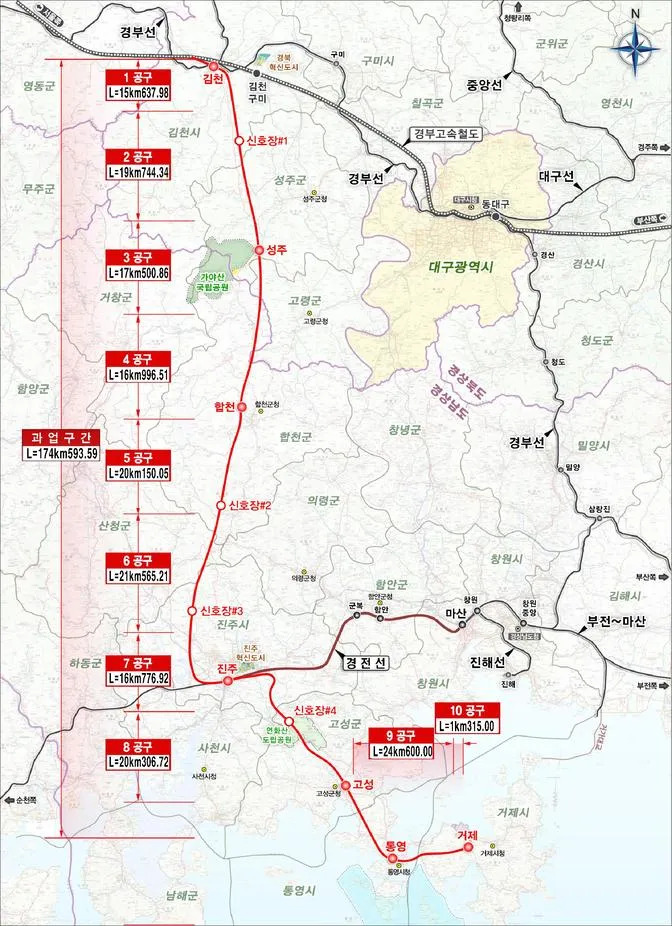 서울쪽
경부선
청량리쪽
N
군위군
구미
구미시
경북
혁신도시
김천
김천
구미
1 공구
L=15km637.98
영동군
중앙선
칠곡군
영천시
김천시
신호장#1
경부고속철도
경주쪽
2 공구
L=19km744.34
무주군
성주군
성주군청
경부선
대구선
대구시청
동대구
부산쪽
3 공구
L=17km500.86
성주
가야산
국립공원
대구광역시
경산
경산시
거창군
고령군
고령군청
청도군
4 공구
L=16km996.51
청도
함양군
경상북도
경상남도
합천
합천군청
합천군
창녕군
경부선
밀양시
과 업 구 간
L=174km593.59
5 공구
L=20km150.05
밀양
신호장#2
의령군
삼랑진
산청군
6 공구
L=21km565.21
창원시
의령군청
함안군
부산쪽
김해시
신호장#3
진주시
군북
함안군청
함안
마산
창원
창원
중앙
경상남도청
부전~마산
하동군
7 공구
L=16km776.92
진주
혁신도시
진주
경 전 선
진해선
진해
창원시
부전쪽
신호장#4
고성군
연화산
도립공원
10 공구
L=1km315.00
9 공구
L=24km600.00
거가대교
8 공구
L=20km306.72
사천시
사천시청
순천쪽
고성군청
고성
거제시
통영
통영시청
거제
거제시청
남해군
통영시